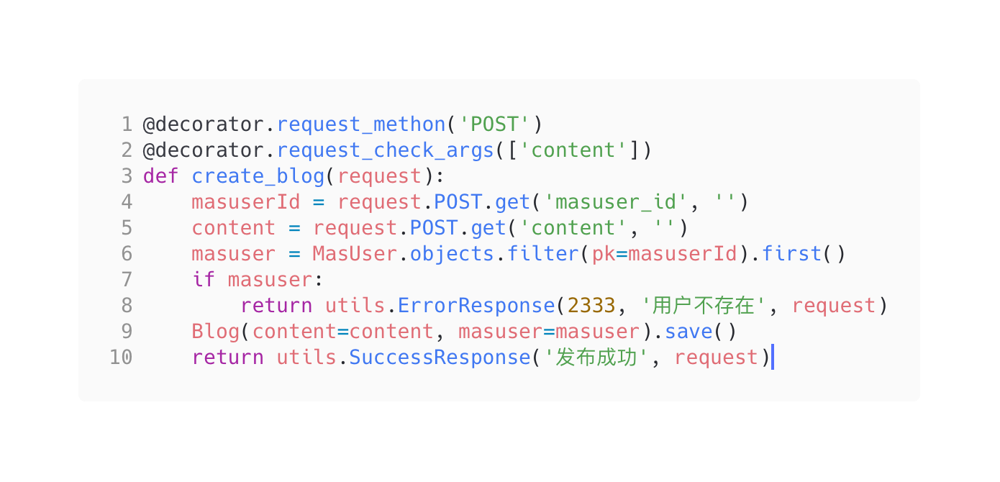 1 @decorator.request_methon('POST')
2 @decorator.request_check_args(['content'])
3 def create_blog(request):
4     masuserId = request.POST.get('masuser_id', '')
5     content = request.POST.get('content', '')
6     masuser = MasUser.objects.filter(pk=masuserId).first()
7     if masuser:
8         return utils.ErrorResponse(2333, '用户不存在', request)
9     Blog(content=content, masuser=masuser).save()
10     return utils.SuccessResponse('发布成功', request)